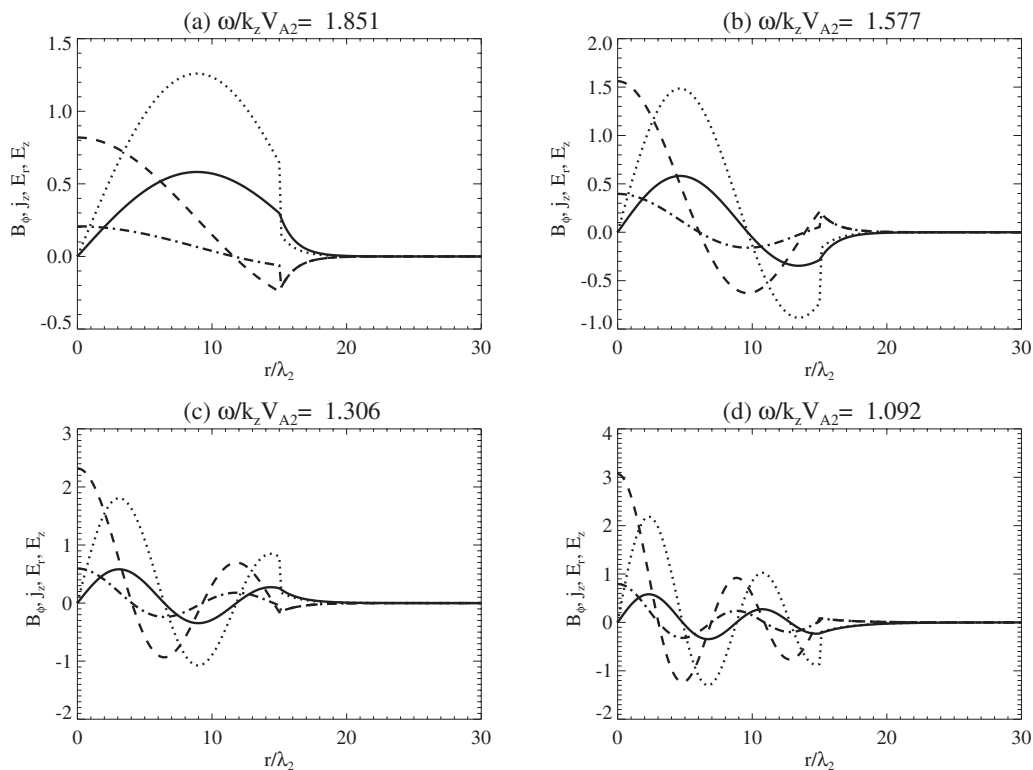 (a) ω/k_zV_A2= 1.851
1.5
1.0
0.5
0.0
-0.5
B_ϕ, j_z, E_r, E_z
0 10 20 30
r/λ_2
(b) ω/k_zV_A2= 1.577
2.0
1.5
1.0
0.5
0.0
-0.5
-1.0
B_ϕ, j_z, E_r, E_z
0 10 20 30
r/λ_2
(c) ω/k_zV_A2= 1.306
3
2
1
0
-1
-2
B_ϕ, j_z, E_r, E_z
0 10 20 30
r/λ_2
(d) ω/k_zV_A2= 1.092
4
3
2
1
0
-1
-2
B_ϕ, j_z, E_r, E_z
0 10 20 30
r/λ_2